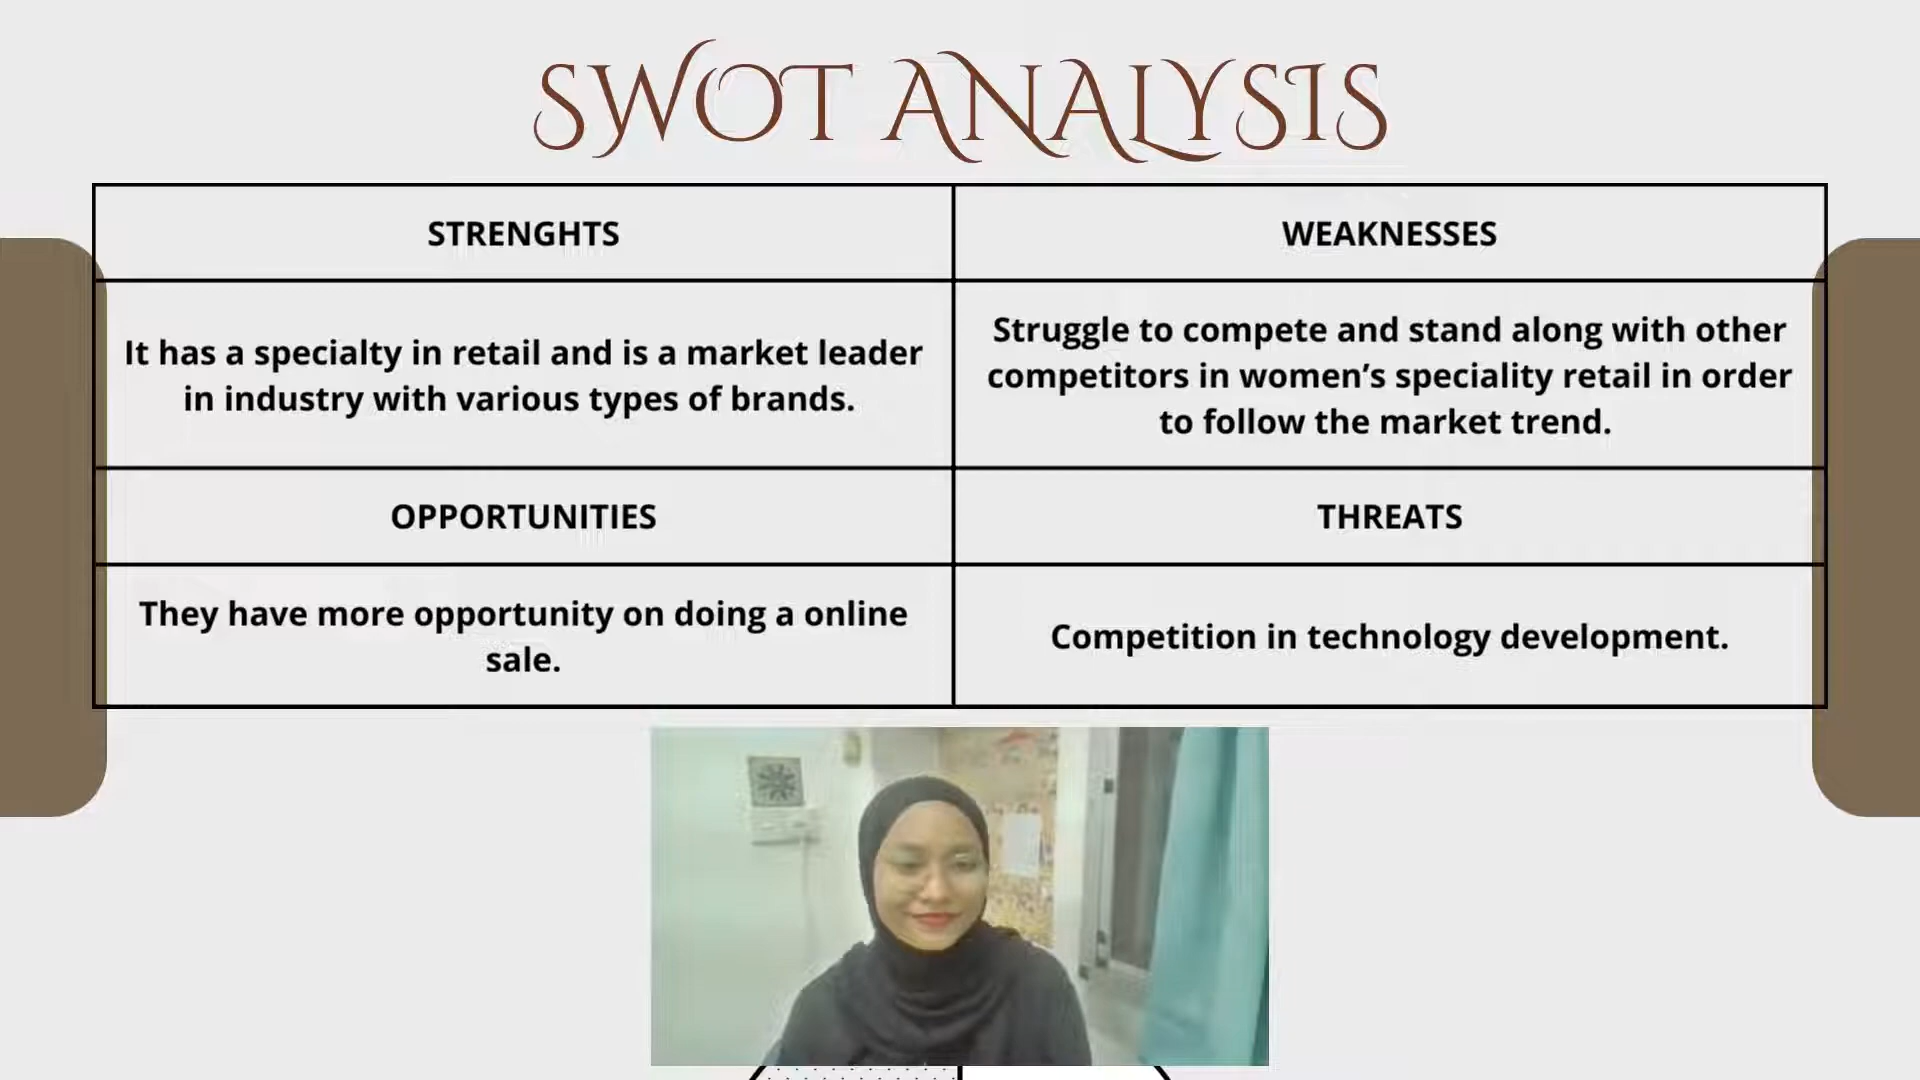 SWOT ANALYSIS
STRENGHTS
WEAKNESSES
It has a specialty in retail and is a market leader
in industry with various types of brands.
Struggle to compete and stand along with other
competitors in women’s speciality retail in order
to follow the market trend.
OPPORTUNITIES
THREATS
They have more opportunity on doing a online
sale.
Competition in technology development.